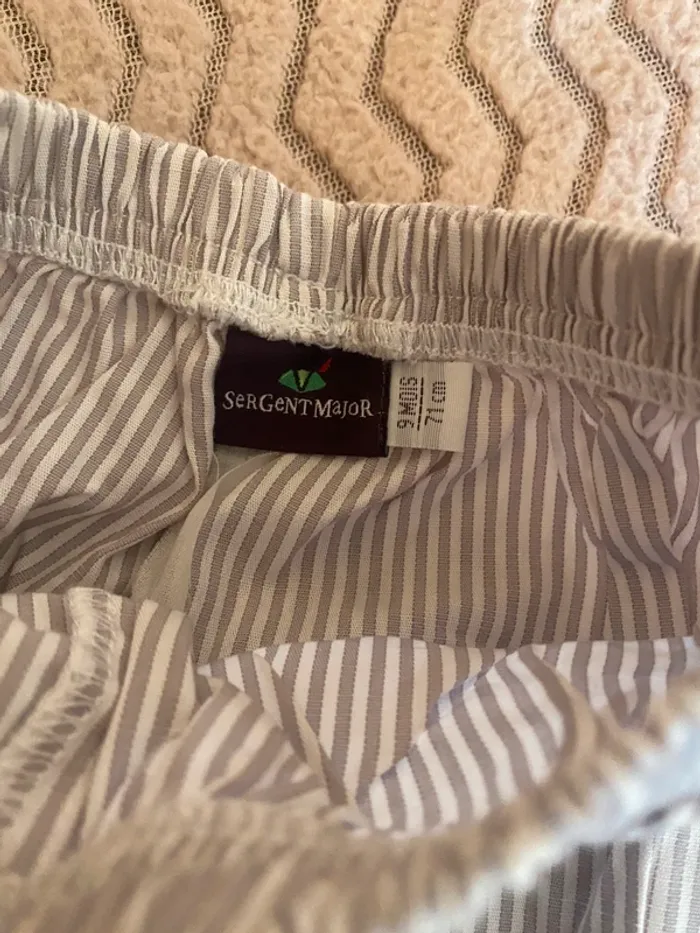 SeRGeNTMajoR
9 MOIS
71 cm